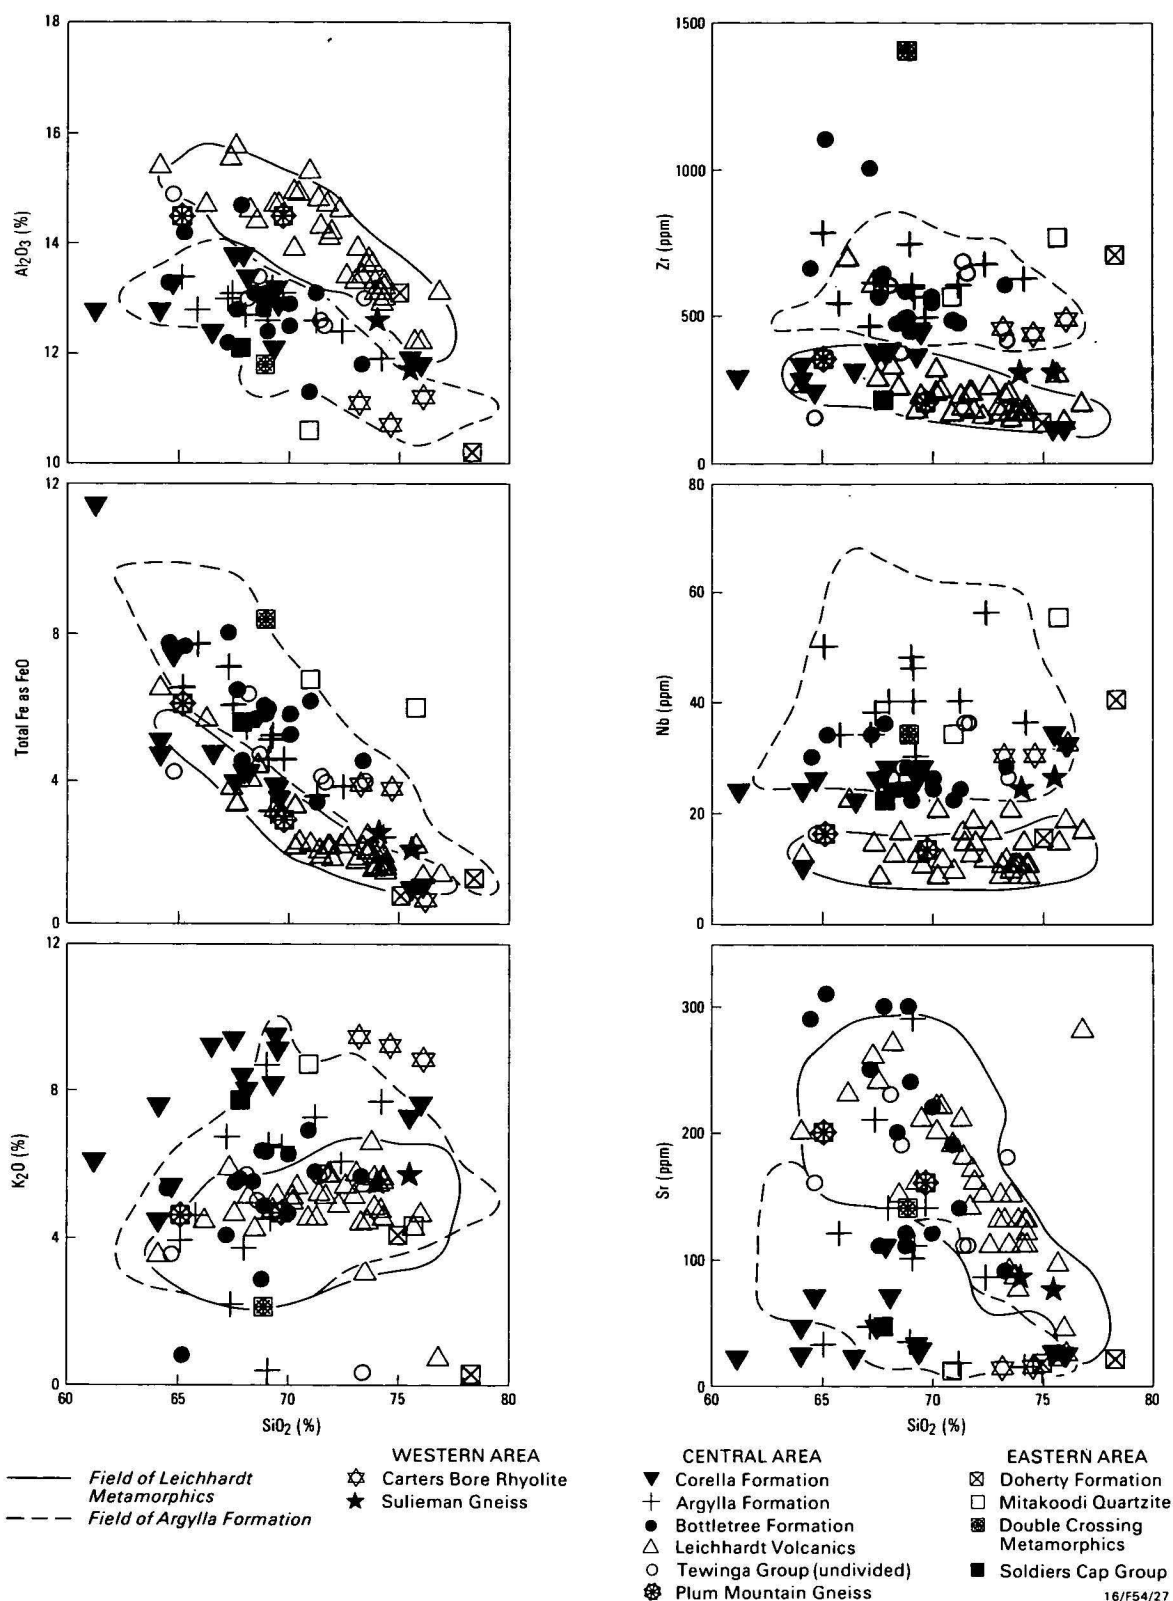 18
16
14
12
10
Al₂O₃ (%)
1500
1000
500
0
Zr (ppm)
12
8
4
0
Total Fe as FeO
80
60
40
20
0
Nb (ppm)
12
8
4
0
K₂O (%)
60 65 70 75 80
SiO₂ (%)
300
200
100
0
Sr (ppm)
60 65 70 75 80
SiO₂ (%)
Field of Leichhardt
Metamorphics
Field of Argylla Formation
WESTERN AREA
Carters Bore Rhyolite
Sulieman Gneiss
CENTRAL AREA
Corella Formation
Argylla Formation
Bottletree Formation
Leichhardt Volcanics
Tewinga Group (undivided)
Plum Mountain Gneiss
EASTERN AREA
Doherty Formation
Mitakoodi Quartzite
Double Crossing
Metamorphics
Soldiers Cap Group
16/F54/27